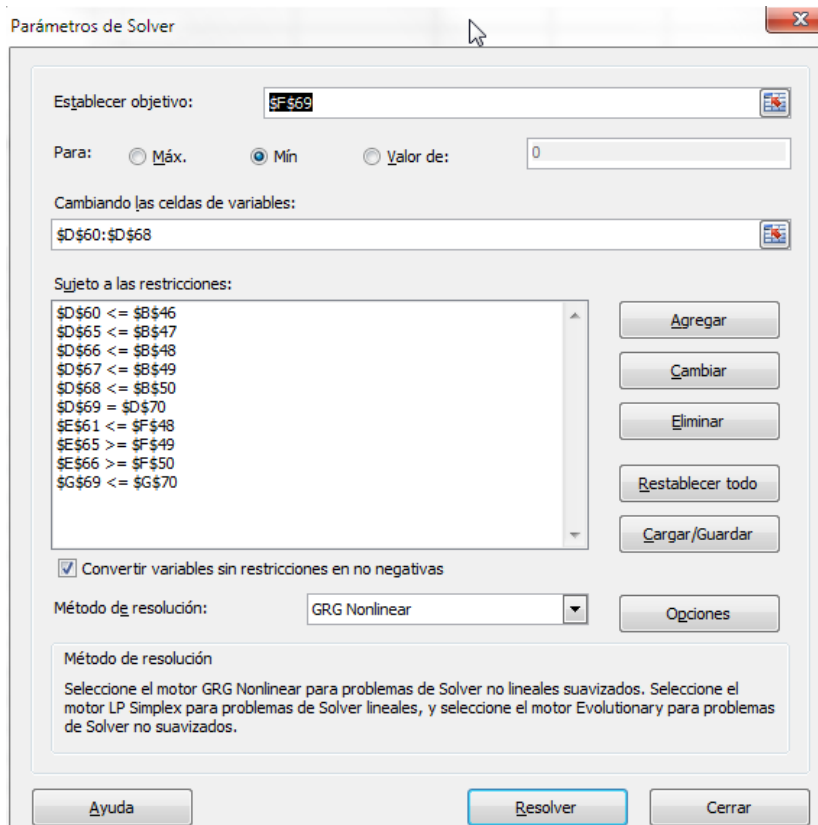 Parámetros de Solver
Establecer objetivo: $F$69
Para: Máx. Mín Valor de: 0
Cambiando las celdas de variables:
$D$60:$D$68
Sujeto a las restricciones:
$D$60 <= $B$46
$D$65 <= $B$47
$D$66 <= $B$48
$D$67 <= $B$49
$D$68 <= $B$50
$D$69 = $D$70
$E$61 <= $F$48
$E$65 >= $F$49
$E$66 >= $F$50
$G$69 <= $G$70
Agregar
Cambiar
Eliminar
Restablecer todo
Cargar/Guardar
Convertir variables sin restricciones en no negativas
Método de resolución: GRG Nonlinear Opciones
Método de resolución
Seleccione el motor GRG Nonlinear para problemas de Solver no lineales suavizados. Seleccione el
motor LP Simplex para problemas de Solver lineales, y seleccione el motor Evolutionary para problemas
de Solver no suavizados.
Ayuda Resolver Cerrar